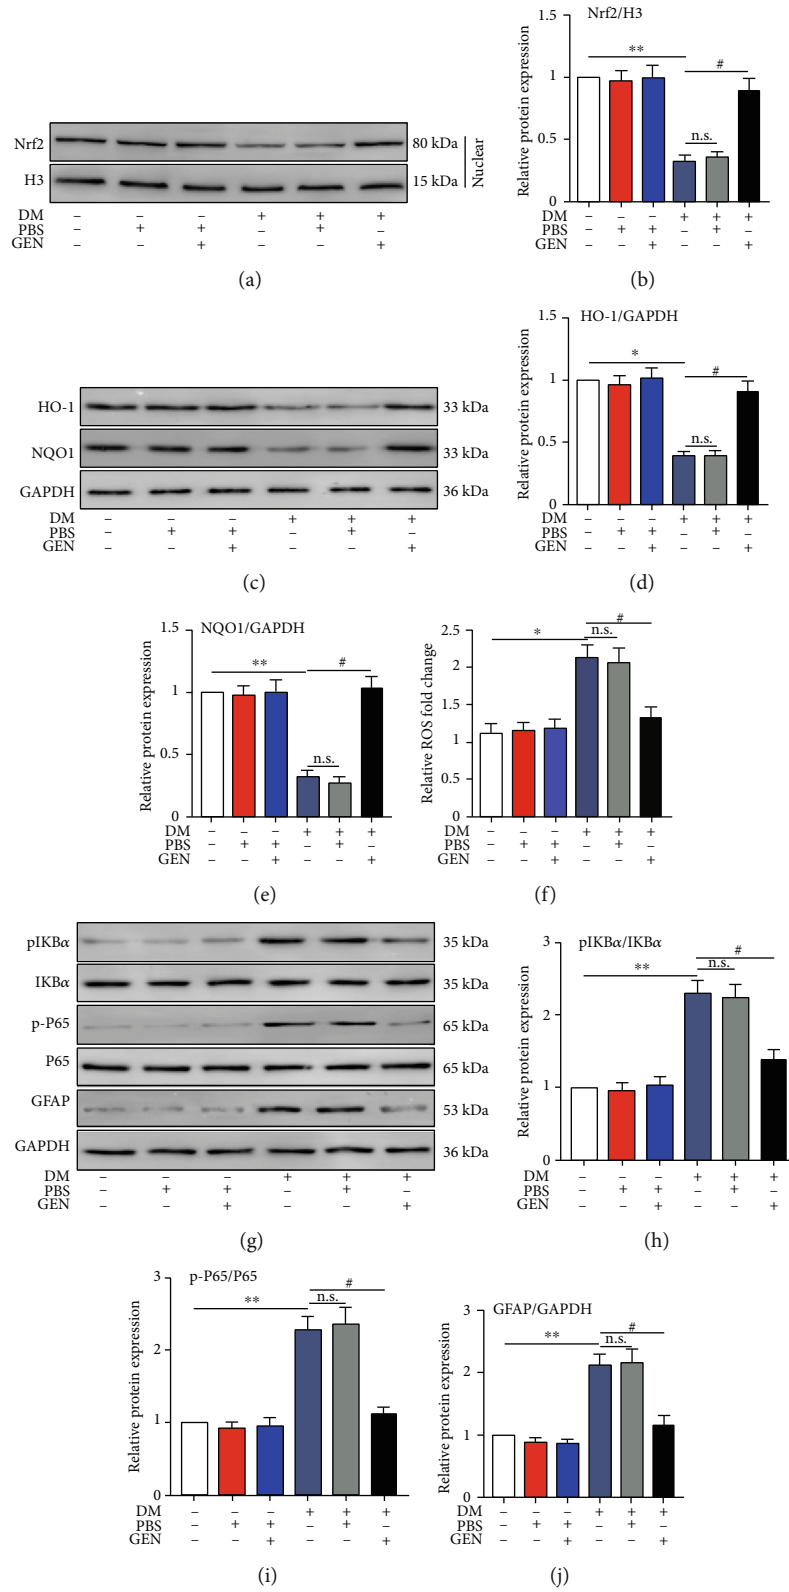 Nrf2 80 kDa
H3 15 kDa
Nuclear
DM – – – + + +
PBS – + + – + –
GEN – – + – – +
(a)
Nrf2/H3
Relative protein expression
1.5
1
0.5
0
** #
n.s.
DM – – – + + +
PBS – + + – + –
GEN – – + – – +
(b)
HO-1 33 kDa
NQO1 33 kDa
GAPDH 36 kDa
DM – – – + + +
PBS – + + – + –
GEN – – + – – +
(c)
HO-1/GAPDH
Relative protein expression
1.5
1
0.5
0
* #
n.s.
DM – – – + + +
PBS – + + – + –
GEN – – + – – +
(d)
NQO1/GAPDH
Relative protein expression
1.5
1
0.5
0
** #
n.s.
DM – – – + + +
PBS – + + – + –
GEN – – + – – +
(e)
Relative ROS fold change
2.5
2
1.5
1
0.5
0
* #
n.s.
DM – – – + + +
PBS – + + – + –
GEN – – + – – +
(f)
pIKBα 35 kDa
IKBα 35 kDa
p-P65 65 kDa
P65 65 kDa
GFAP 53 kDa
GAPDH 36 kDa
DM – – – + + +
PBS – + + – + –
GEN – – + – – +
(g)
pIKBα/IKBα
Relative protein expression
3
2
1
0
** #
n.s.
DM – – – + + +
PBS – + + – + –
GEN – – + – – +
(h)
p-P65/P65
Relative protein expression
3
2
1
0
** #
n.s.
DM – – – + + +
PBS – + + – + –
GEN – – + – – +
(i)
GFAP/GAPDH
Relative protein expression
3
2
1
0
** #
n.s.
DM – – – + + +
PBS – + + – + –
GEN – – + – – +
(j)